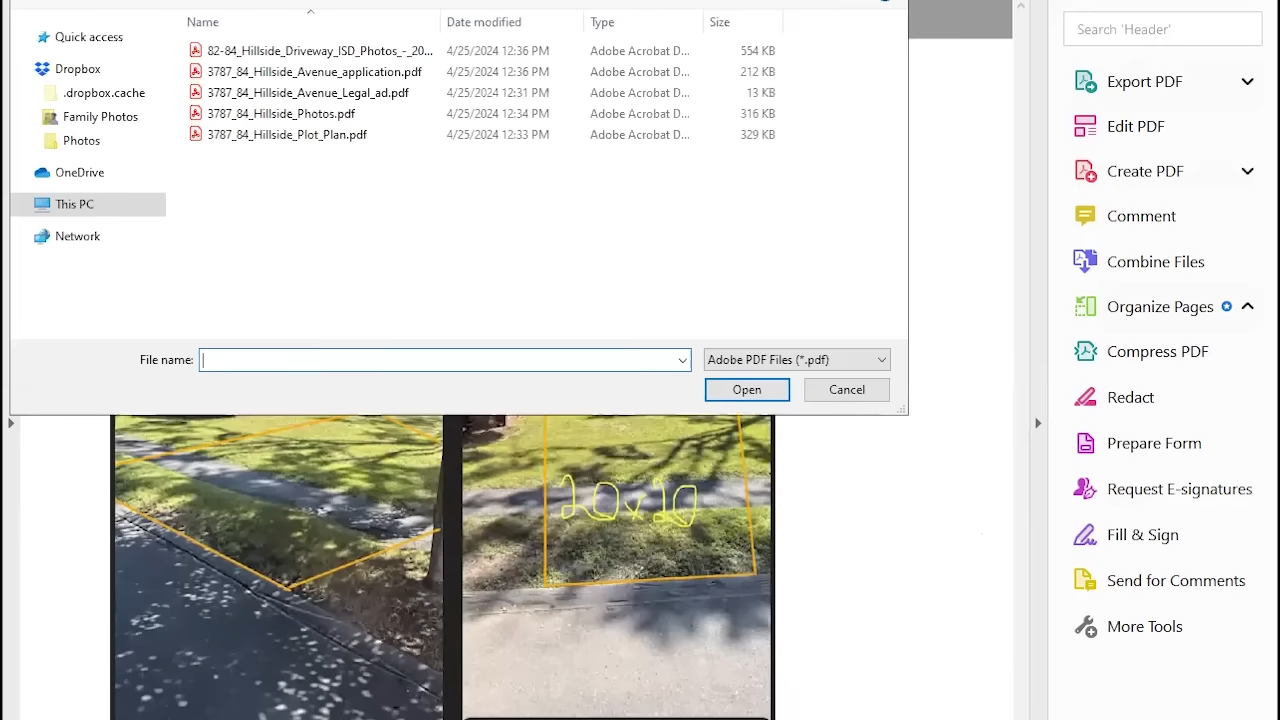 Name Date modified Type Size
Quick access
Dropbox
.dropbox.cache
Family Photos
Photos
OneDrive
This PC
Network
82-84_Hillside_Driveway_ISD_Photos_-_20... 4/25/2024 12:36 PM Adobe Acrobat D... 554 KB
3787_84_Hillside_Avenue_application.pdf 4/25/2024 12:36 PM Adobe Acrobat D... 212 KB
3787_84_Hillside_Avenue_Legal_ad.pdf 4/25/2024 12:31 PM Adobe Acrobat D... 13 KB
3787_84_Hillside_Photos.pdf 4/25/2024 12:34 PM Adobe Acrobat D... 316 KB
3787_84_Hillside_Plot_Plan.pdf 4/25/2024 12:33 PM Adobe Acrobat D... 329 KB
File name: Adobe PDF Files (*.pdf)
Open Cancel
20x20
Search 'Header'
Export PDF
Edit PDF
Create PDF
Comment
Combine Files
Organize Pages
Compress PDF
Redact
Prepare Form
Request E-signatures
Fill & Sign
Send for Comments
More Tools